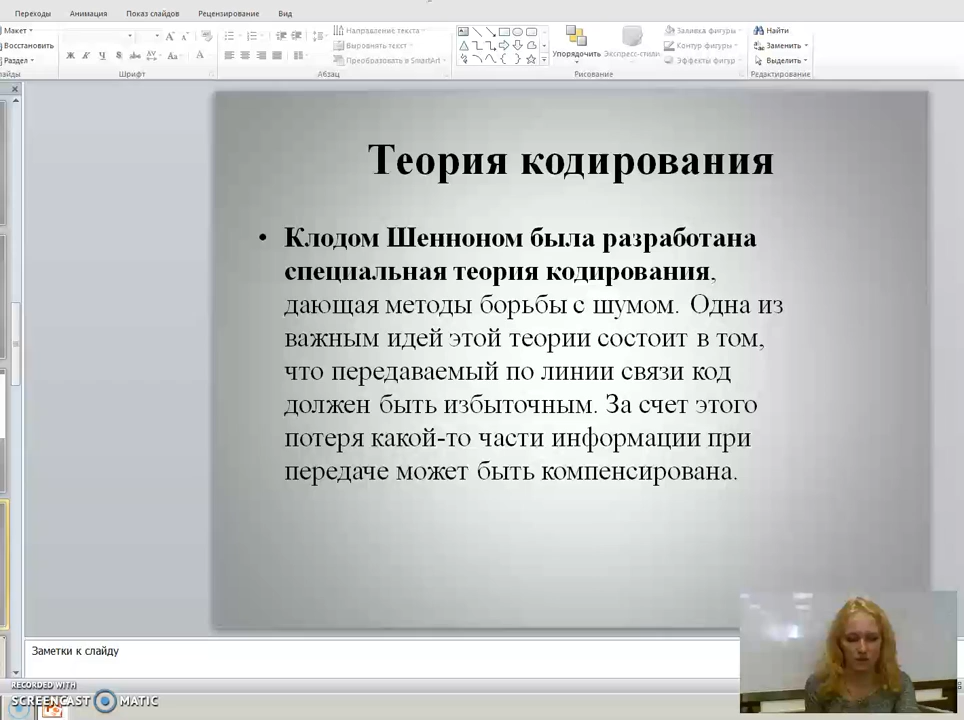 Переходы Анимация Показ слайдов Рецензирование Вид
Макет
Восстановить
Раздел
Шрифт
Направление текста
Выровнять текст
Преобразовать в SmartArt
Абзац
Упорядочить
Экспресс-стили
Заливка фигуры
Контур фигуры
Эффекты фигур
Рисование
Найти
Заменить
Выделить
Редактирование
Теория кодирования
• Клодом Шенноном была разработана
специальная теория кодирования,
дающая методы борьбы с шумом. Одна из
важным идей этой теории состоит в том,
что передаваемый по линии связи код
должен быть избыточным. За счет этого
потеря какой-то части информации при
передаче может быть компенсирована.
Заметки к слайду
RECORDED WITH
SCREENCAST MATIC